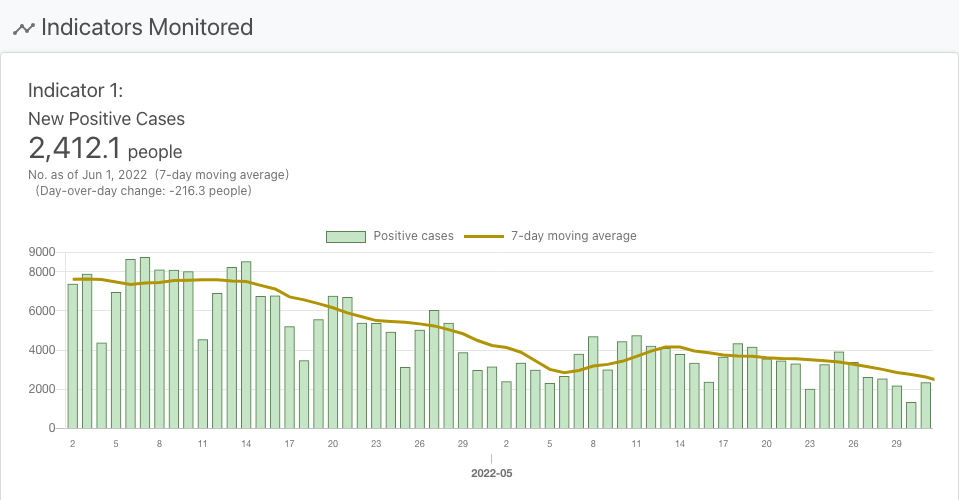 Indicators Monitored
Indicator 1:
New Positive Cases
2,412.1 people
No. as of Jun 1, 2022 (7-day moving average)
(Day-over-day change: -216.3 people)
Positive cases 7-day moving average
9000
8000
6000
4000
2000
0
2 5 8 11 14 17 20 23 26 29 2 5 8 11 14 17 20 23 26 29
2022-05